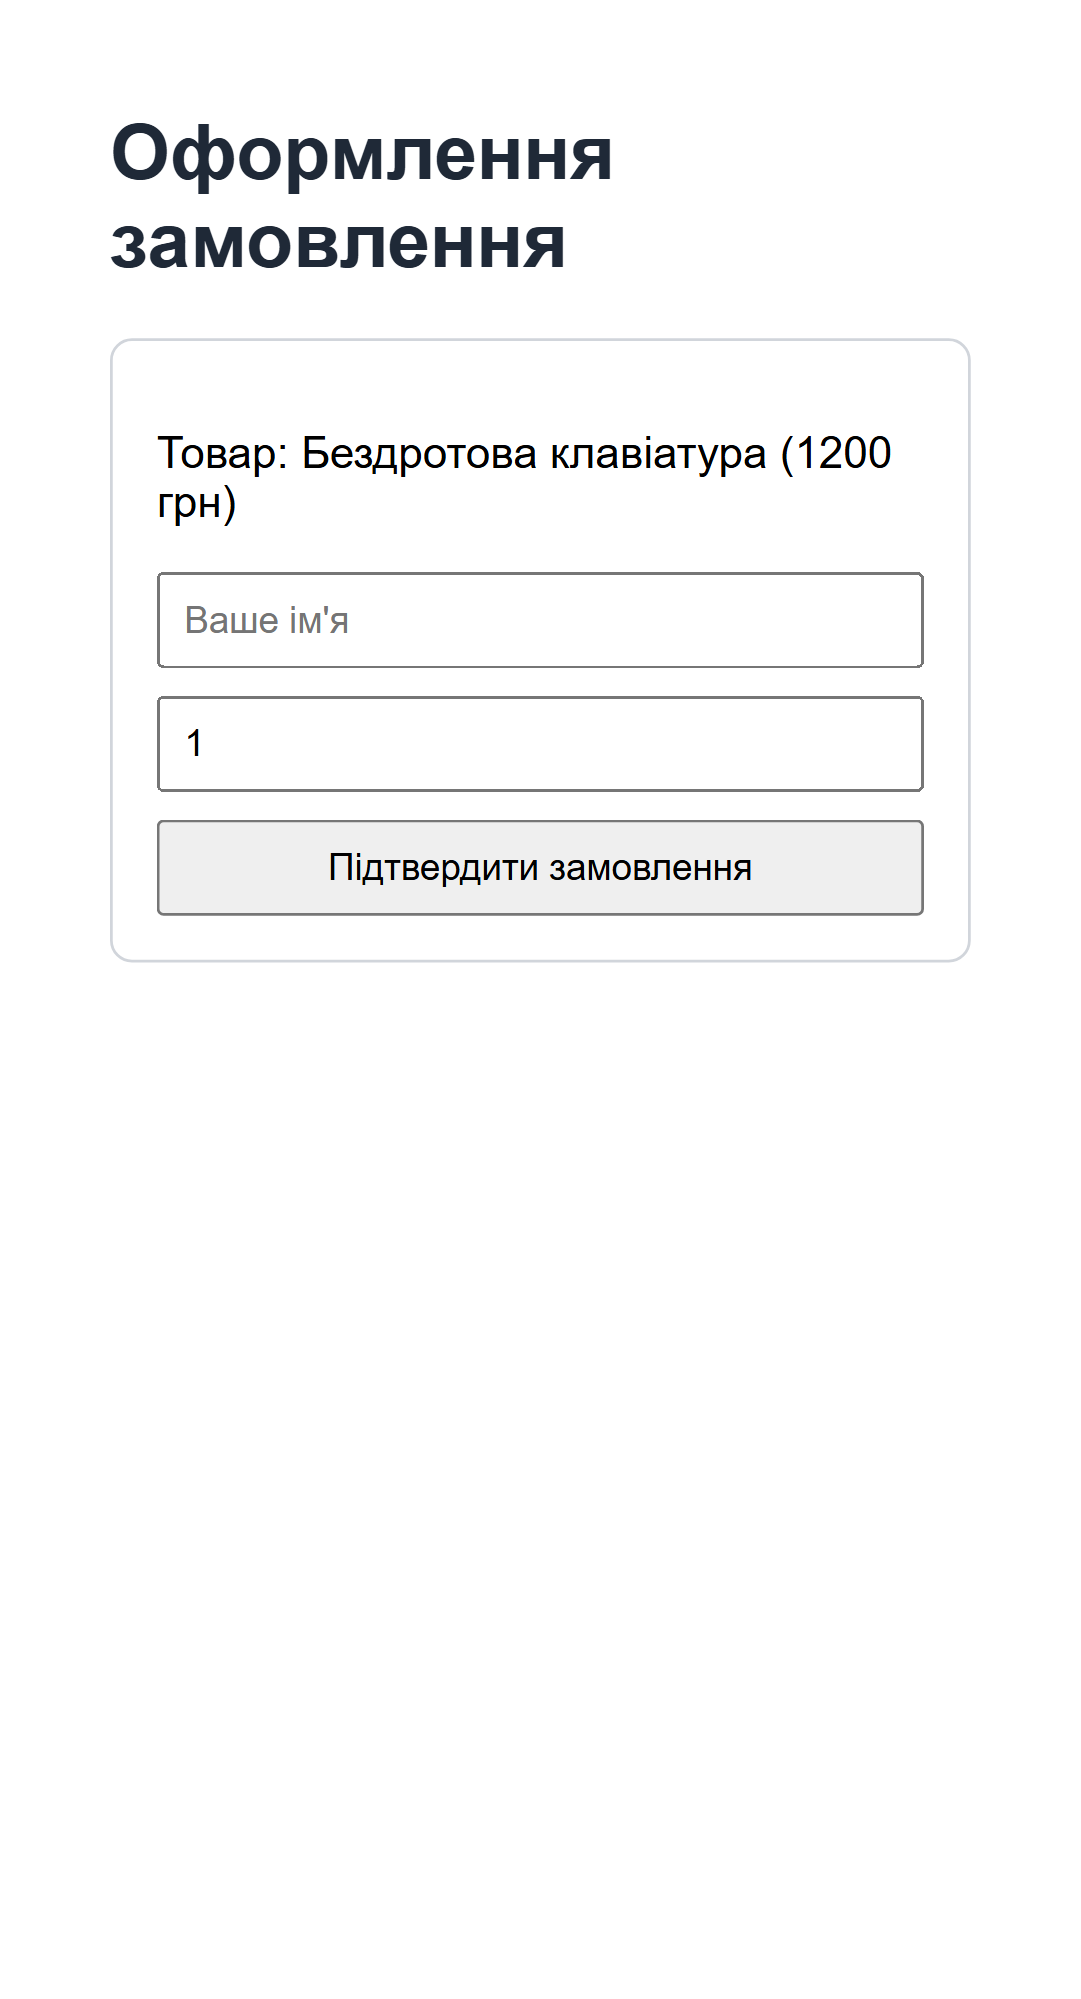 Оформлення
замовлення
Товар: Бездротова клавіатура (1200
грн)
Ваше ім'я
1
Підтвердити замовлення